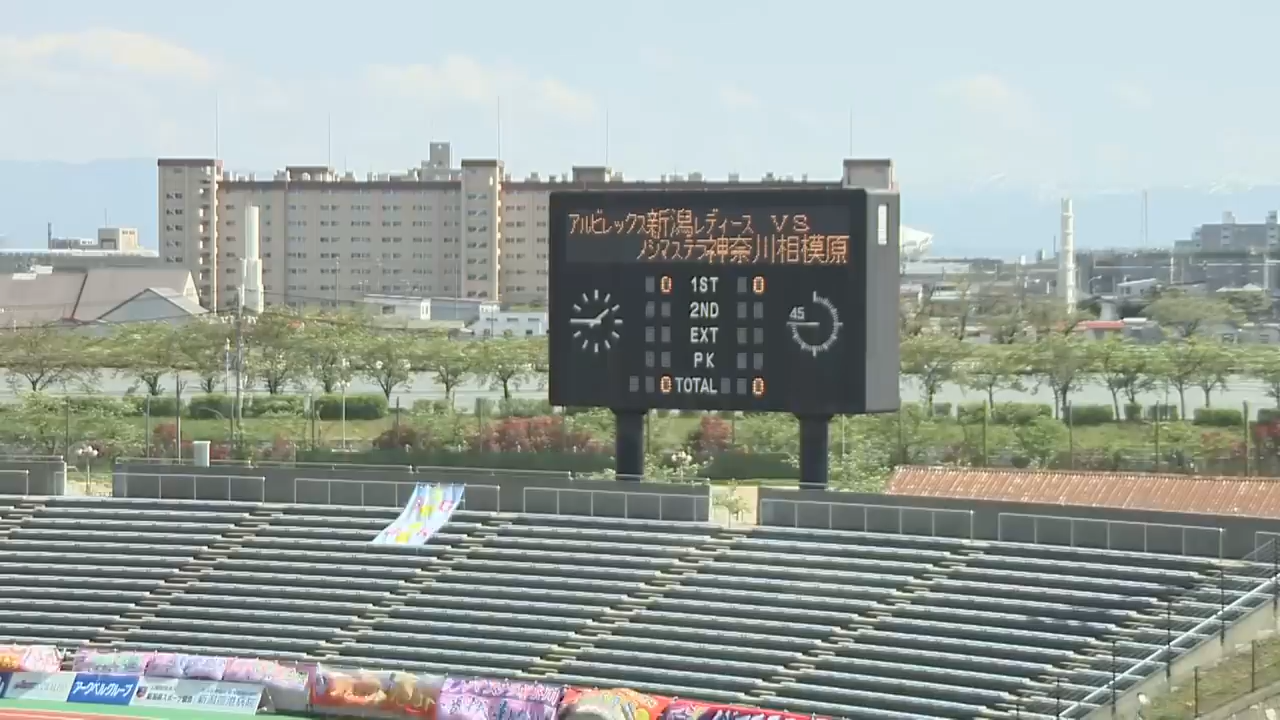 アルビレックス新潟レディース VS
ノジマステラ神奈川相模原
0 1ST 0
2ND
EXT
PK
0 TOTAL 0
45
アークベルグループ